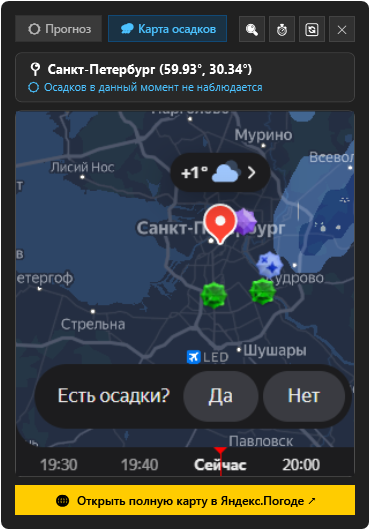 Прогноз
Карта осадков
Санкт-Петербург (59.93°, 30.34°)
Осадков в данный момент не наблюдается
Мурино
Лисий Нос
Всевол
+1°
Санкт-П рбург
етергоф
удрово
Стрельна
LED
Шушары
Есть осадки?
Да
Нет
Павловск
19:30
19:40
Сейчас
20:00
Открыть полную карту в Яндекс.Погоде ↗